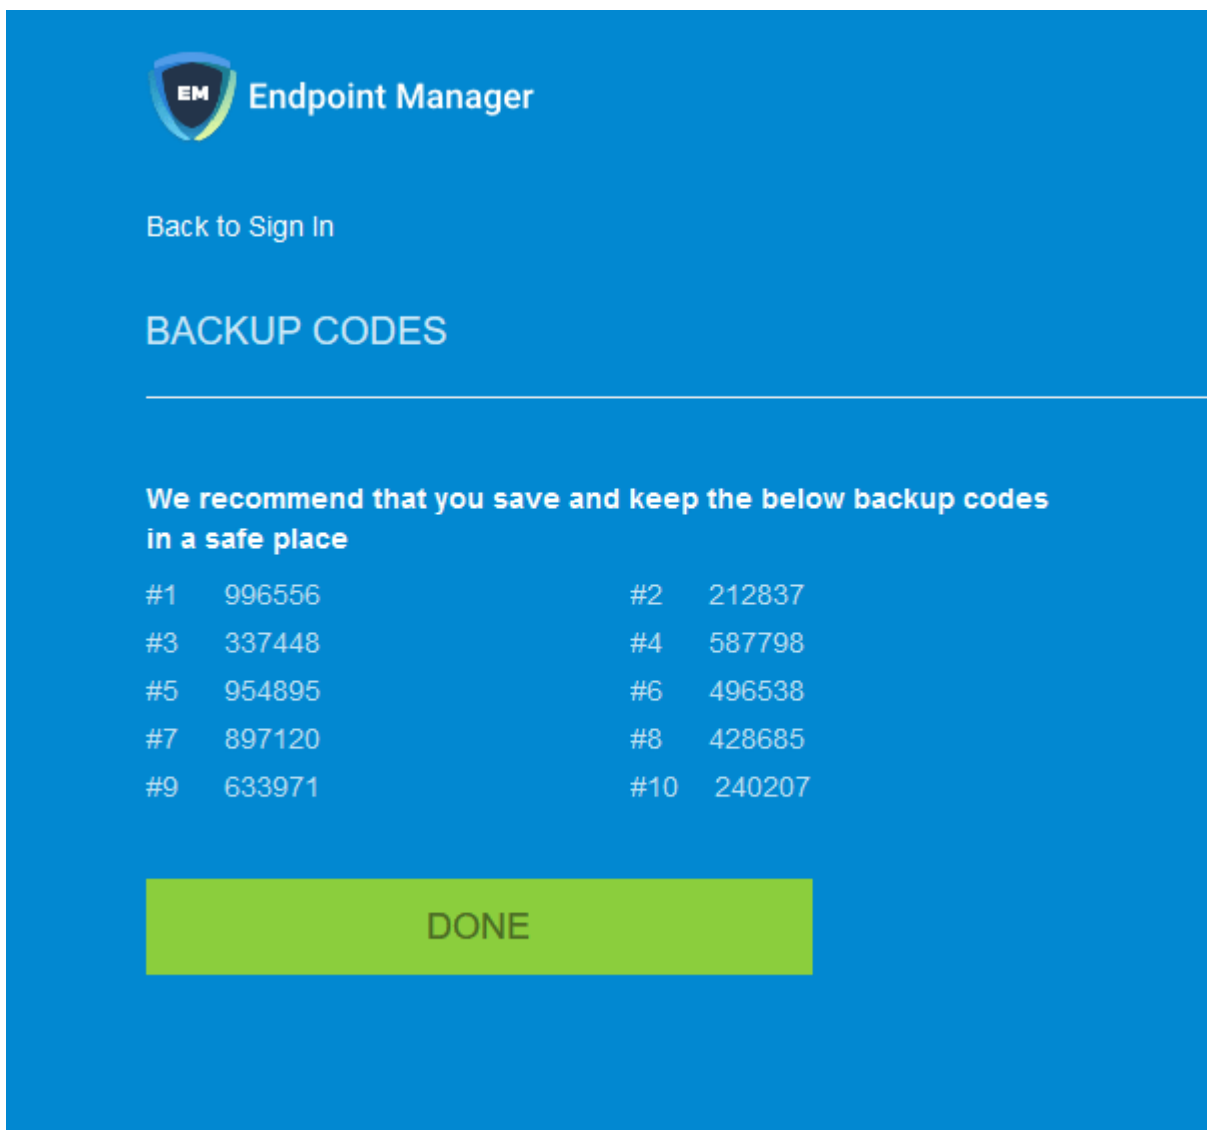 EM Endpoint Manager
Back to Sign In
BACKUP CODES
We recommend that you save and keep the below backup codes
in a safe place
#1 996556 #2 212837
#3 337448 #4 587798
#5 954895 #6 496538
#7 897120 #8 428685
#9 633971 #10 240207
DONE